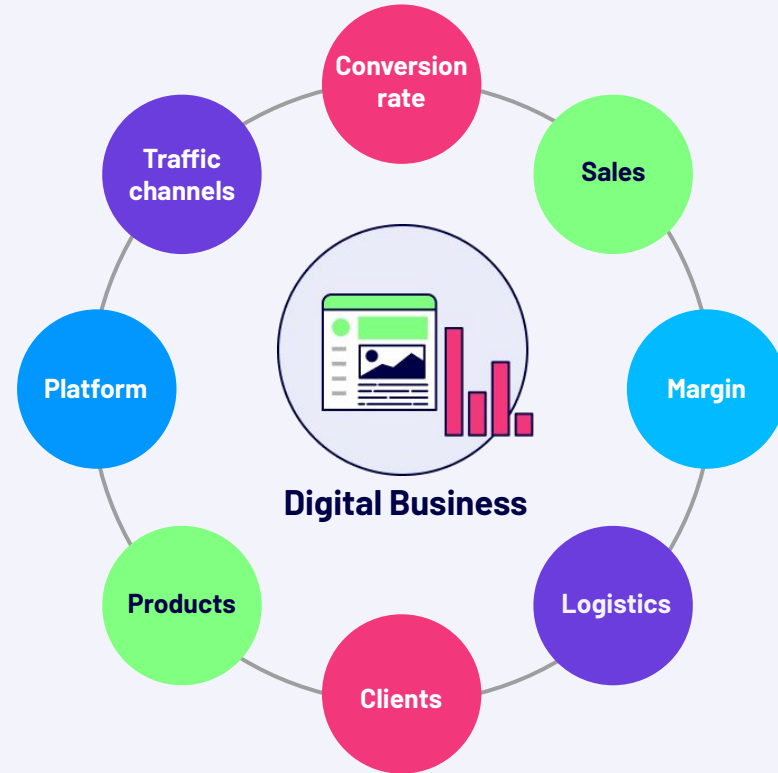 Conversion
rate
Traffic
channels
Sales
Platform
Margin
Digital Business
Products
Logistics
Clients